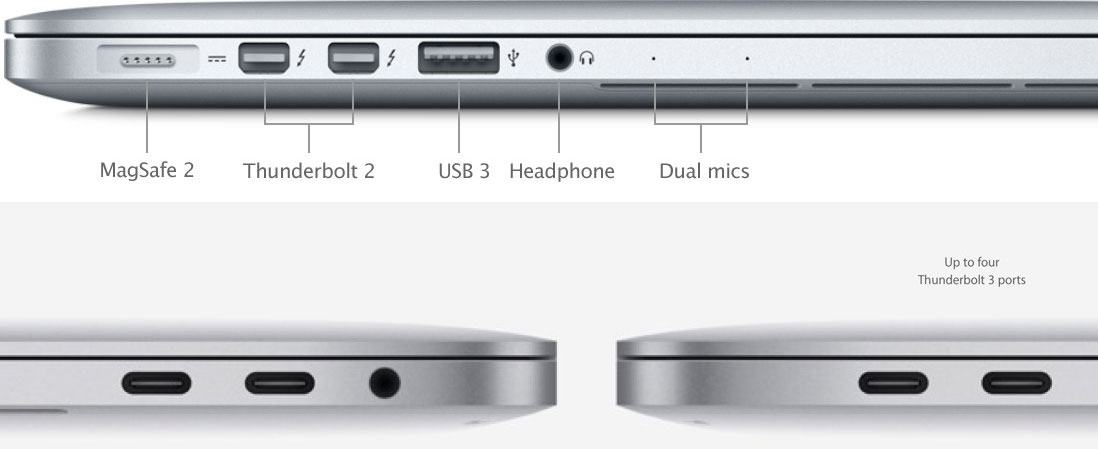 MagSafe 2
Thunderbolt 2
USB 3
Headphone
Dual mics
Up to four
Thunderbolt 3 ports